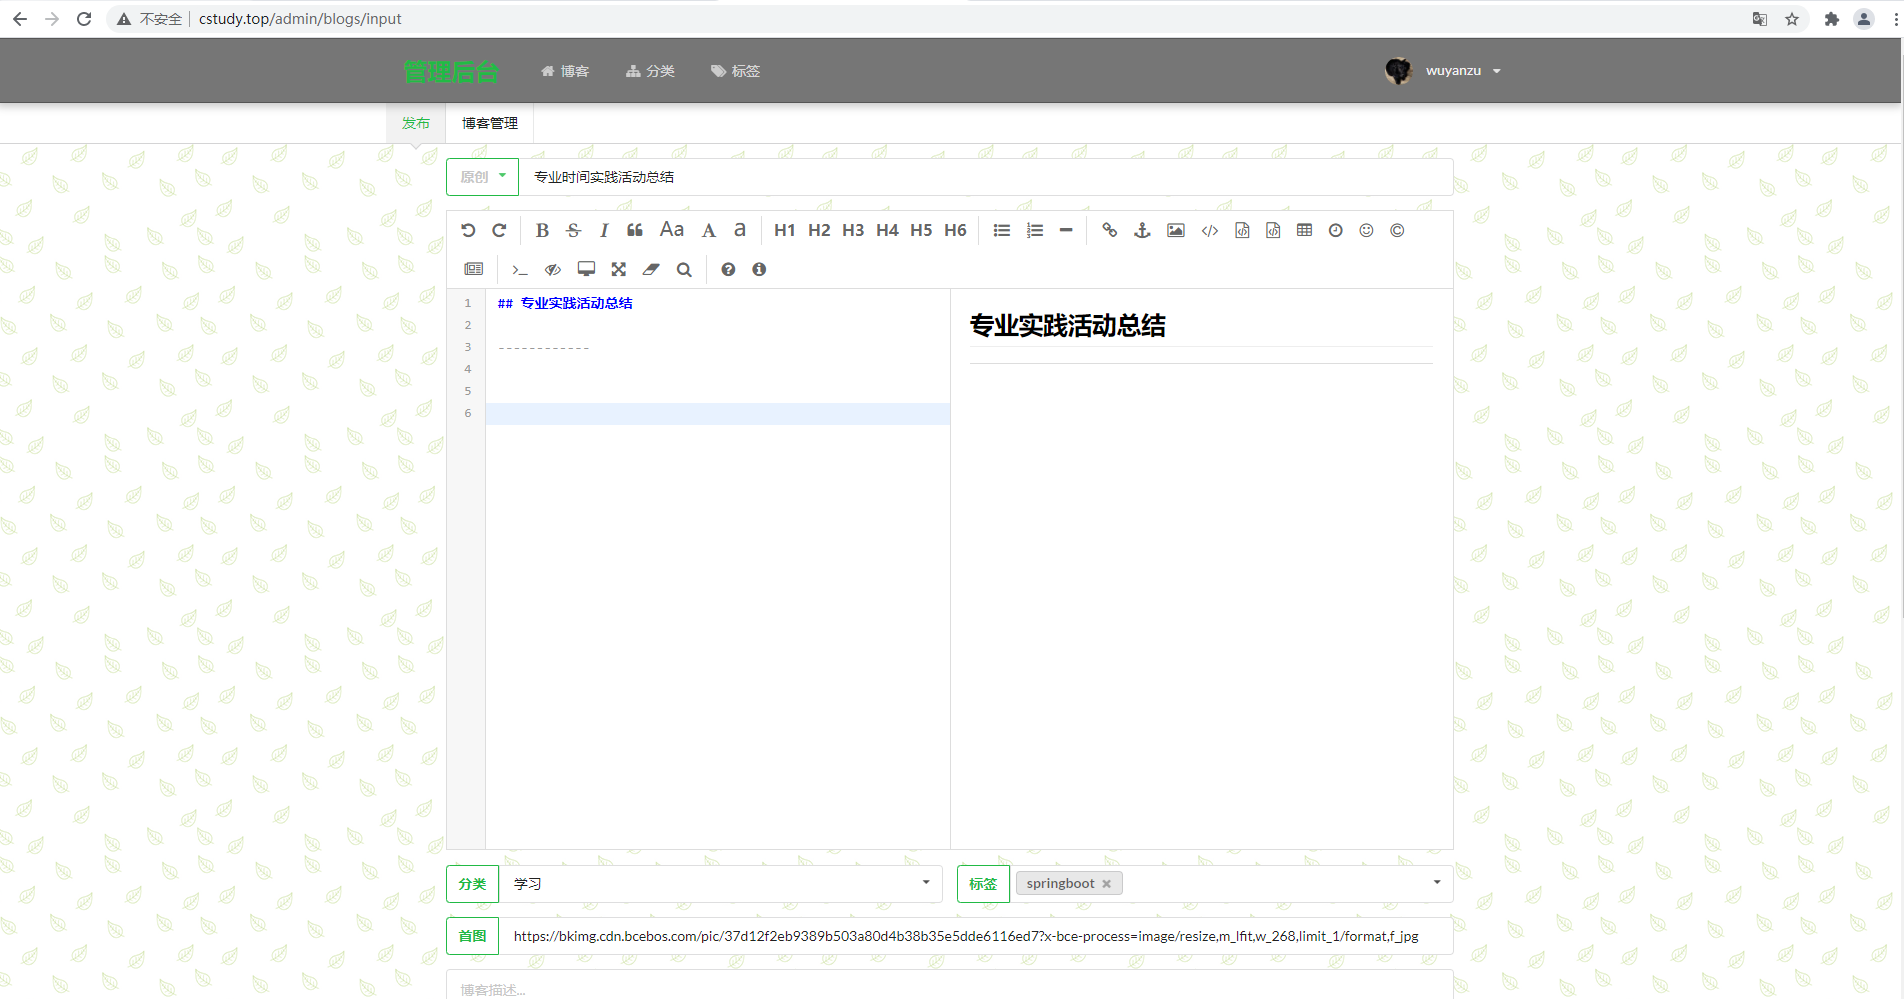 不安全 cstudy.top/admin/blogs/input
管理后台 博客 分类 标签 wuyanzu
发布 博客管理
原创 专业时间实践活动总结
B S I Aa A a H1 H2 H3 H4 H5 H6
1 ## 专业实践活动总结
2
3 ------------
4
5
6
专业实践活动总结
分类 学习 标签 springboot
首图 https://bkimg.cdn.bcebos.com/pic/37d12f2eb9389b503a80d4b38b35e5dde6116ed7?x-bce-process=image/resize,m_lfit,w_268,limit_1/format,f_jpg
博客描述...